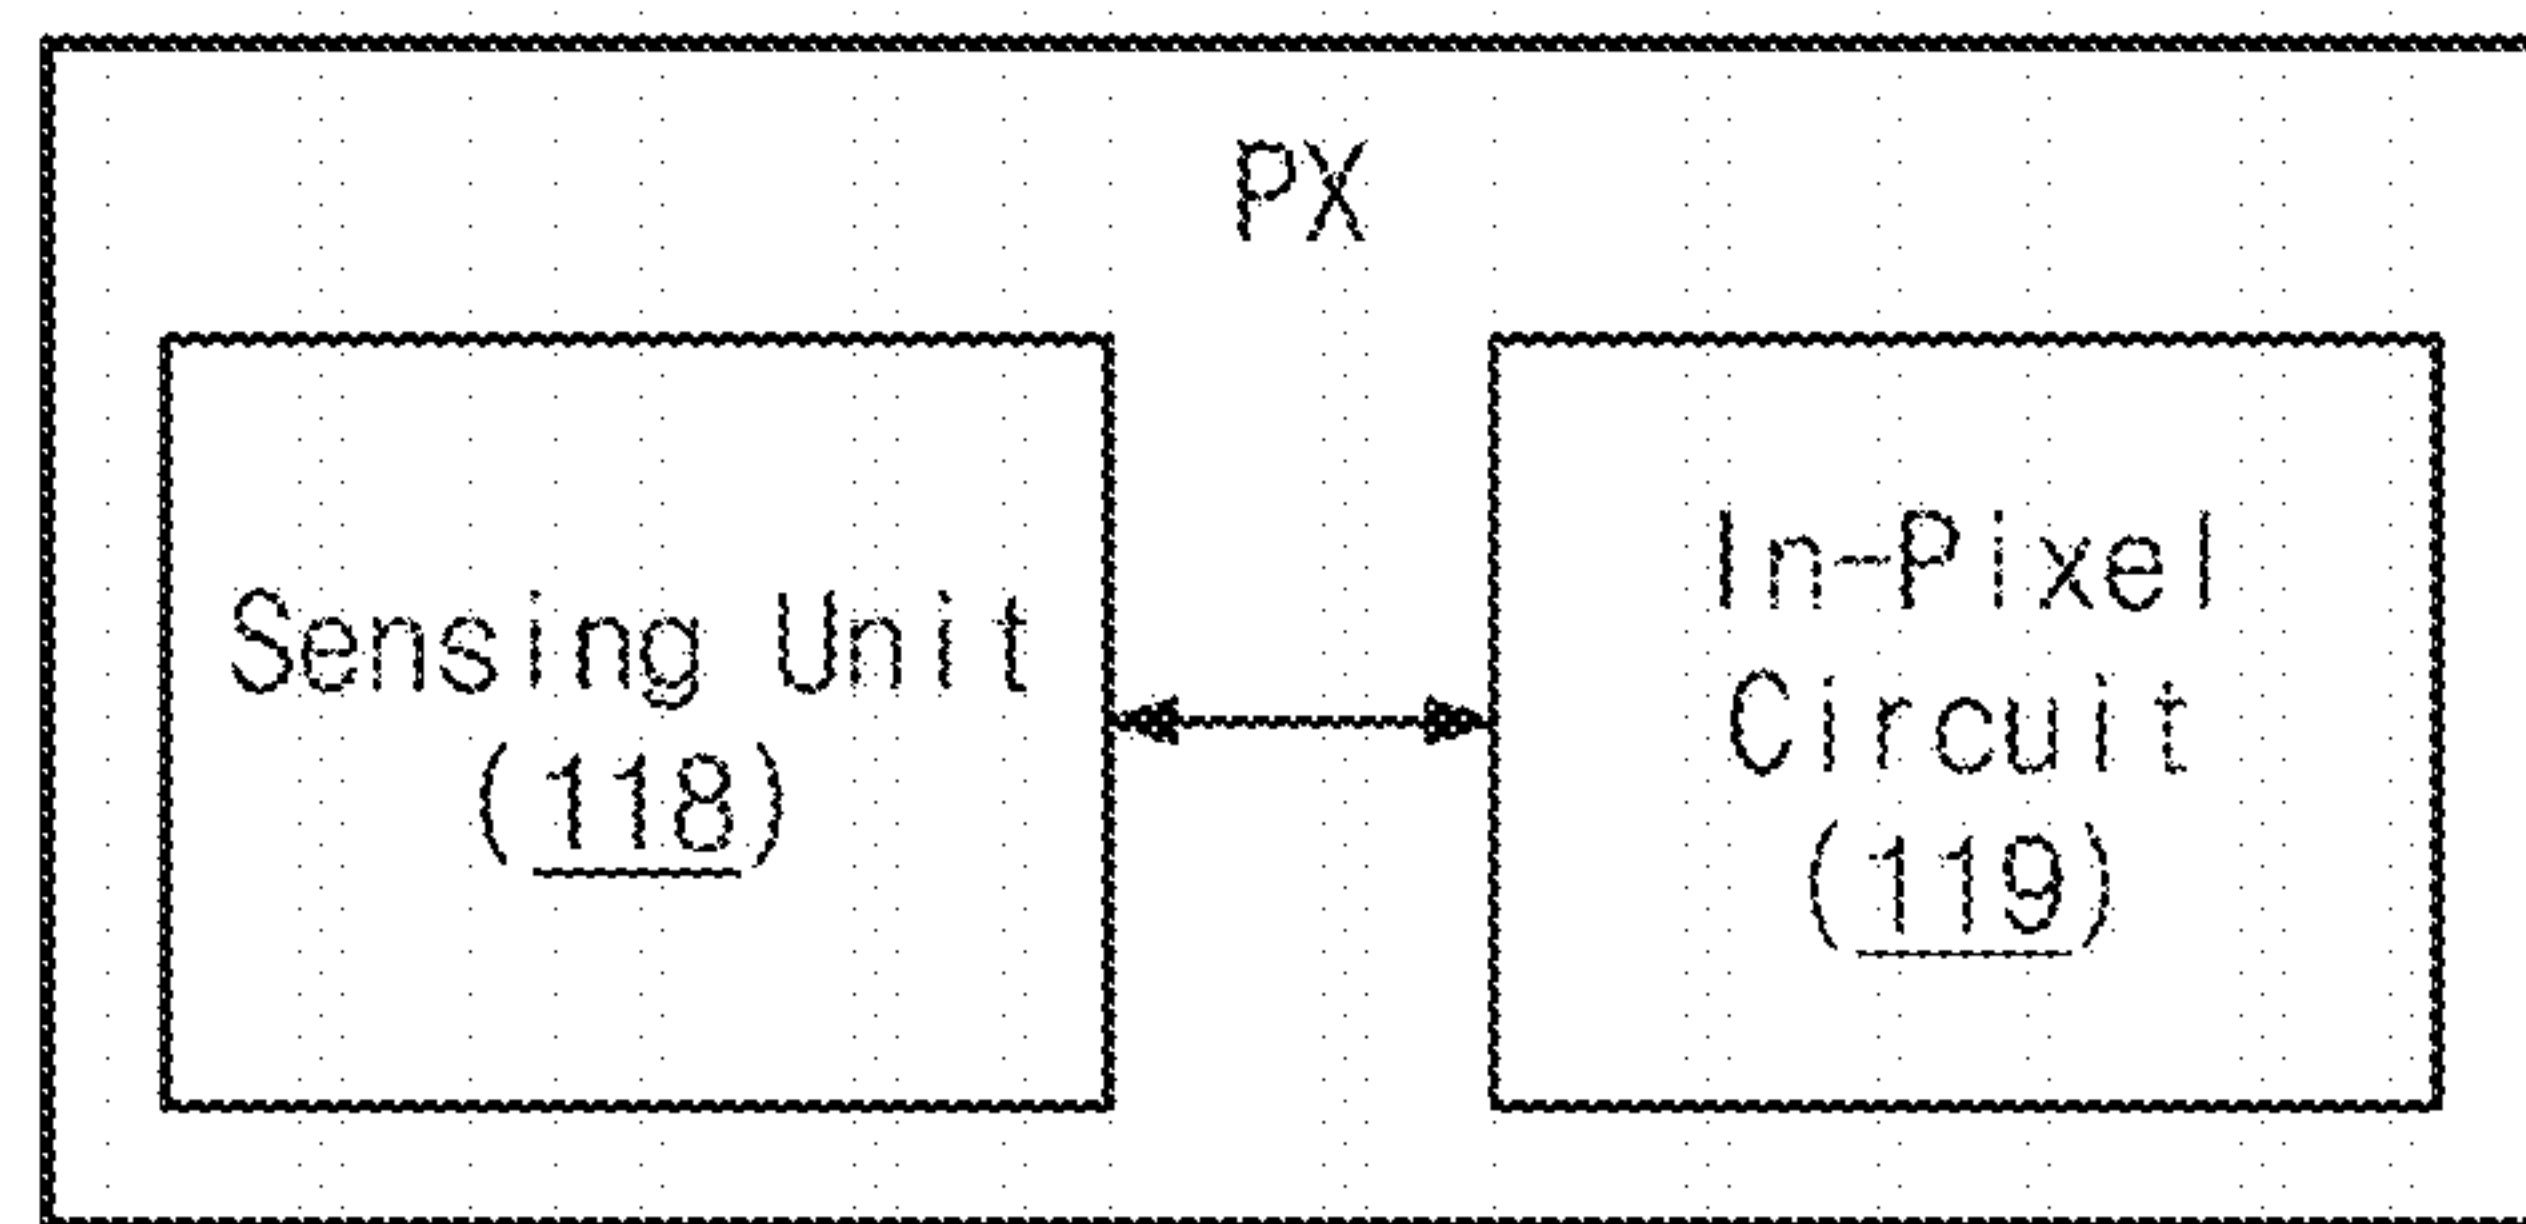 PX
Sensing Unit
(118)
In-Pixel
Circuit
(119)